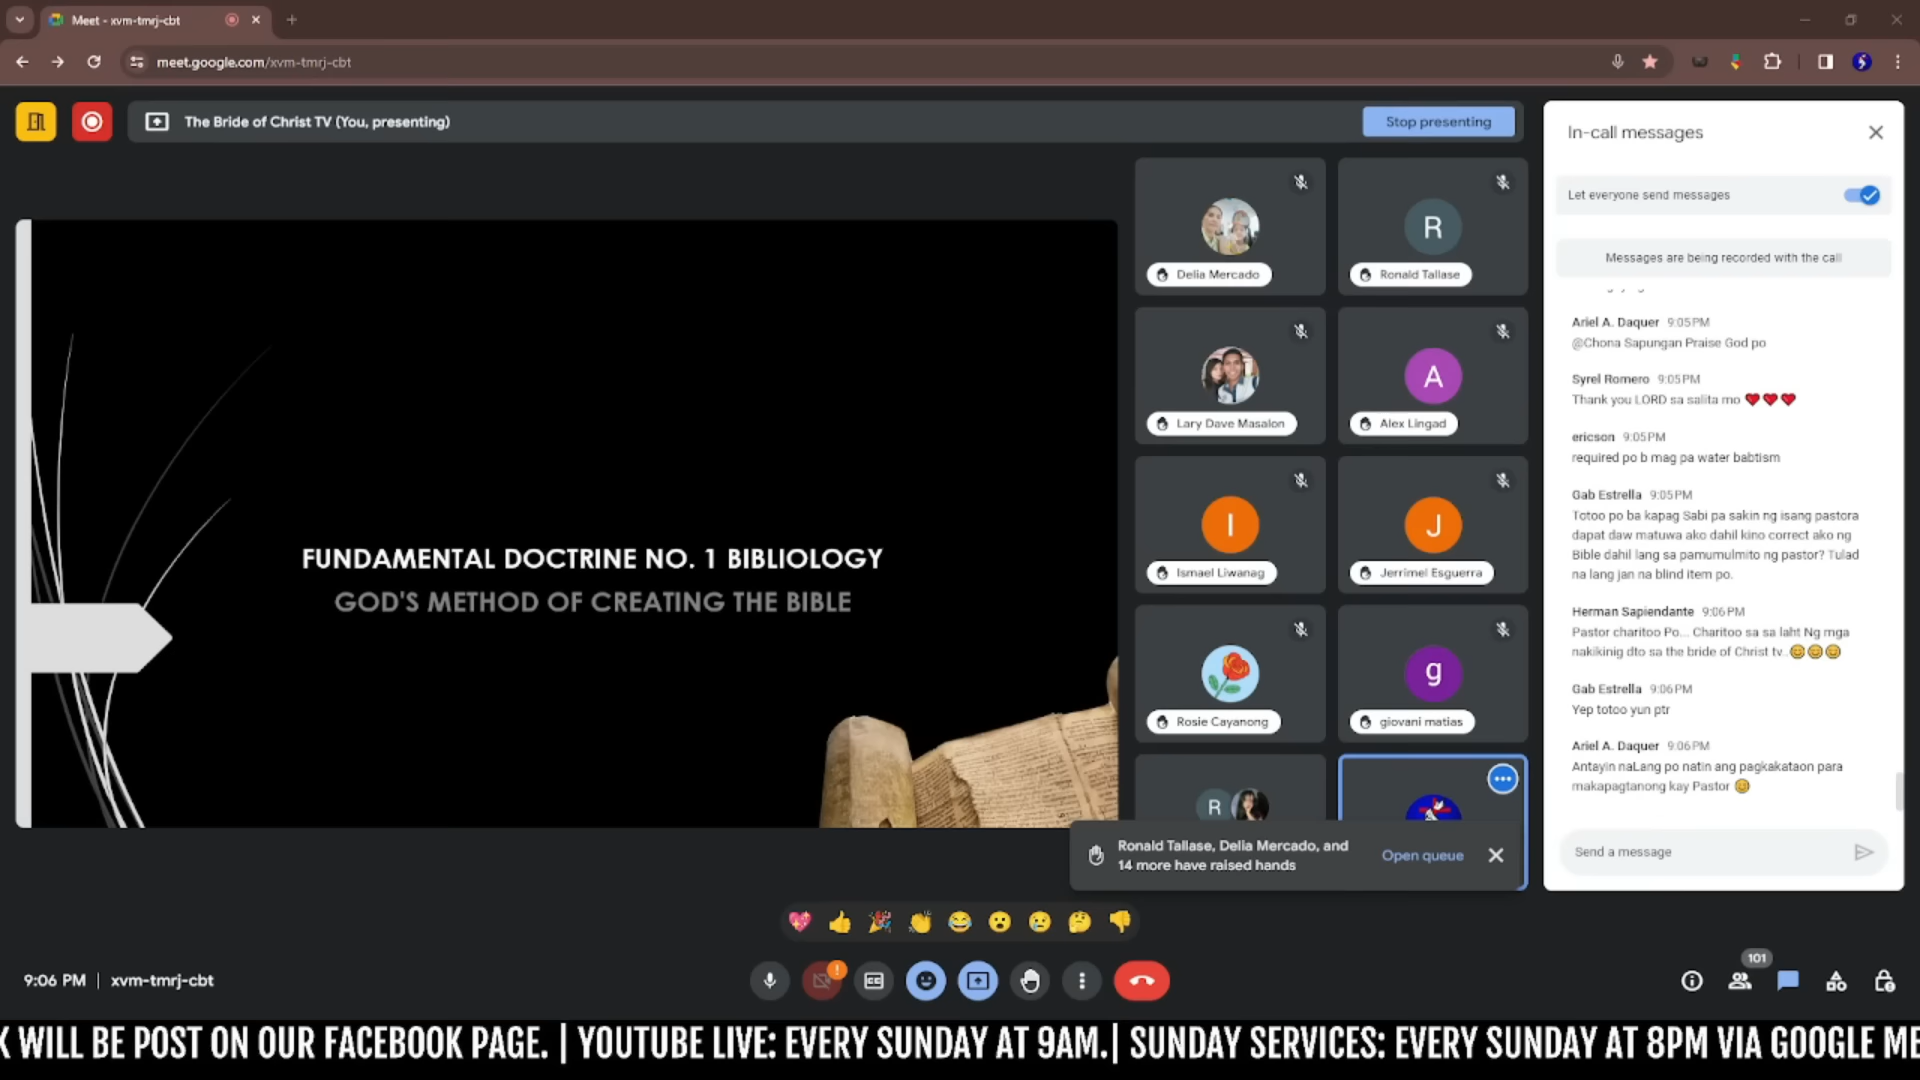 Meet - xvm-tmrj-cbt
meet.google.com/xvm-tmrj-cbt
The Bride of Christ TV (You, presenting)
Stop presenting
FUNDAMENTAL DOCTRINE NO. 1 BIBLIOLOGY
GOD'S METHOD OF CREATING THE BIBLE
Delia Mercado
R
Ronald Tallase
Lary Dave Masalon
A
Alex Lingad
I
Ismael Liwanag
J
Jerrimel Esguerra
Rosie Cayanong
g
giovani matias
R
Ronald Tallase, Delia Mercado, and
14 more have raised hands
Open queue
In-call messages
Let everyone send messages
Messages are being recorded with the call
Ariel A. Daquer 9:05 PM
@Chona Sapungan Praise God po
Syrel Romero 9:05 PM
Thank you LORD sa salita mo ❤❤❤
ericson 9:05 PM
required po b mag pa water babtism
Gab Estrella 9:05 PM
Totoo po ba kapag Sabi pa sakin ng isang pastora
dapat daw matuwa ako dahil kino correct ako ng
Bible dahil lang sa pamumulmito ng pastor? Tulad
na lang jan na blind item po.
Herman Sapiendante 9:06 PM
Pastor charitoo Po... Charitoo sa sa laht Ng mga
nakikinig dto sa the bride of Christ tv..😊😊😊
Gab Estrella 9:06 PM
Yep totoo yun ptr
Ariel A. Daquer 9:06 PM
Antayin naLang po natin ang pagkakataon para
makapagtanong kay Pastor 😊
Send a message
9:06 PM | xvm-tmrj-cbt
101
K WILL BE POST ON OUR FACEBOOK PAGE. | YOUTUBE LIVE: EVERY SUNDAY AT 9AM.| SUNDAY SERVICES: EVERY SUNDAY AT 8PM VIA GOOGLE ME